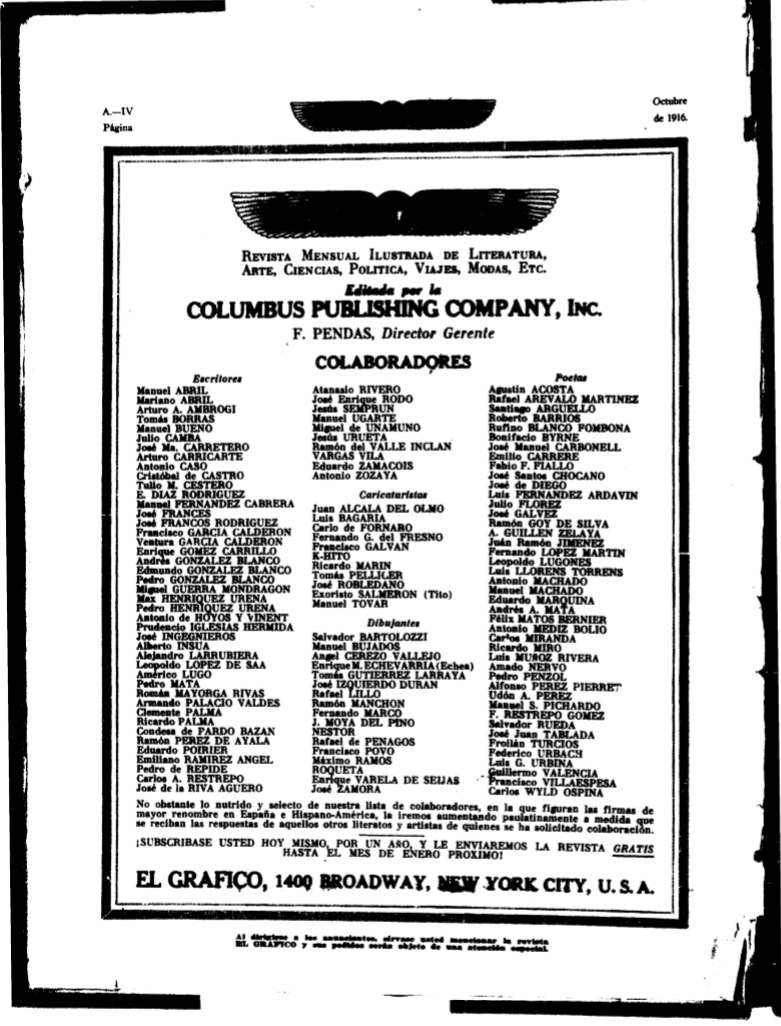 A.—IV
Página
Octubre
de 1916.
REVISTA MENSUAL ILUSTRADA DE LITERATURA,
ARTE, CIENCIAS, POLITICA, VIAJES, MODAS, ETC.
Editada por la
COLUMBUS PUBLISHING COMPANY, INC.
F. PENDAS, Director Gerente
COLABORADORES
Escritores
Manuel ABRIL
Mariano ABRIL
Arturo A. AMBROGI
Tomás BORRAS
Manuel BUENO
Julio CAMBA
José Ma. CARRETERO
Arturo CARRICARTE
Antonio CASO
Cristóbal de CASTRO
Tulio M. CESTERO
E. DIAZ RODRIGUEZ
Manuel FERNANDEZ CABRERA
José FRANCES
José FRANCOS RODRIGUEZ
Francisco GARCIA CALDERON
Ventura GARCIA CALDERON
Enrique GOMEZ CARRILLO
Andrés GONZALEZ BLANCO
Edmundo GONZALEZ BLANCO
Pedro GONZALEZ BLANCO
Miguel GUERRA MONDRAGON
Max HENRIQUEZ UREÑA
Pedro HENRIQUEZ UREÑA
Antonio de HOYOS Y VINENT
Prudencio IGLESIAS HERMIDA
José INGEGNIEROS
Alberto INSUA
Alejandro LARRUBIERA
Leopoldo LOPEZ DE SAA
Américo LUGO
Pedro MATA
Román MAYORGA RIVAS
Armando PALACIO VALDES
Clemente PALMA
Ricardo PALMA
Condesa de PARDO BAZAN
Ramón PEREZ DE AYALA
Eduardo POIRIER
Emiliano RAMIREZ ANGEL
Pedro de REPIDE
Carlos A. RESTREPO
José de la RIVA AGUERO
Atanasio RIVERO
José Enrique RODO
Jesús SEMPRUN
Manuel UGARTE
Miguel de UNAMUNO
Jesús URUETA
Ramón del VALLE INCLAN
VARGAS VILA
Eduardo ZAMACOIS
Antonio ZOZAYA
Caricaturistas
Juan ALCALA DEL OLMO
Luis BAGARIA
Carlo de FORNARO
Fernando G. del FRESNO
Francisco GALVAN
K-HITO
Ricardo MARIN
Tomás PELLICER
José ROBLEDANO
Exoristo SALMERON (Tito)
Manuel TOVAR
Dibujantes
Salvador BARTOLOZZI
Manuel BUJADOS
Angel CEREZO VALLEJO
Enrique M. ECHEVARRIA (Echea)
Tomás GUTIERREZ LARRAYA
José IZQUIERDO DURAN
Rafael LILLO
Ramón MANCHON
Fernando MARCO
J. MOYA DEL PINO
NESTOR
Rafael de PENAGOS
Francisco POVO
Máximo RAMOS
ROQUETA
Enrique VARELA DE SEIJAS
José ZAMORA
Poetas
Agustín ACOSTA
Rafael AREVALO MARTINEZ
Santiago ARGUELLO
Roberto BARRIOS
Rufino BLANCO FOMBONA
Bonifacio BYRNE
José Manuel CARBONELL
Emilio CARRERE
Fabio F. FIALLO
José Santos CHOCANO
José de DIEGO
Luis FERNANDEZ ARDAVIN
Julio FLOREZ
José GALVEZ
Ramón GOY DE SILVA
A. GUILLEN ZELAYA
Juán Ramón JIMENEZ
Fernando LOPEZ MARTIN
Leopoldo LUGONES
Luis LLORENS TORRENS
Antonio MACHADO
Manuel MACHADO
Eduardo MARQUINA
Andrés A. MATA
Félix MATOS BERNIER
Antonio MEDIZ BOLIO
Carlos MIRANDA
Ricardo MIRO
Luis MUÑOZ RIVERA
Amado NERVO
Pedro PENZOL
Alfonso PEREZ PIERRET
Udón A. PEREZ
Manuel S. PICHARDO
F. RESTREPO GOMEZ
Salvador RUEDA
José Juan TABLADA
Froilán TURCIOS
Federico URBACH
Luis G. URBINA
Guillermo VALENCIA
Francisco VILLAESPESA
Carlos WYLD OSPINA
No obstante lo nutrido y selecto de nuestra lista de colaboradores, en la que figuran las firmas de
mayor renombre en España e Hispano-América, la iremos aumentando paulatinamente a medida que
se reciban las respuestas de aquellos otros literatos y artistas de quienes se ha solicitado colaboración.
¡SUBSCRIBASE USTED HOY MISMO, POR UN AÑO, Y LE ENVIAREMOS LA REVISTA GRATIS
HASTA EL MES DE ENERO PROXIMO!
EL GRAFICO, 1400 BROADWAY, NEW YORK CITY, U. S. A.
Al dirigirse a los anunciantes, sírvase usted mencionar la revista
EL GRAFICO y sus pedidos serán objeto de una atención especial.